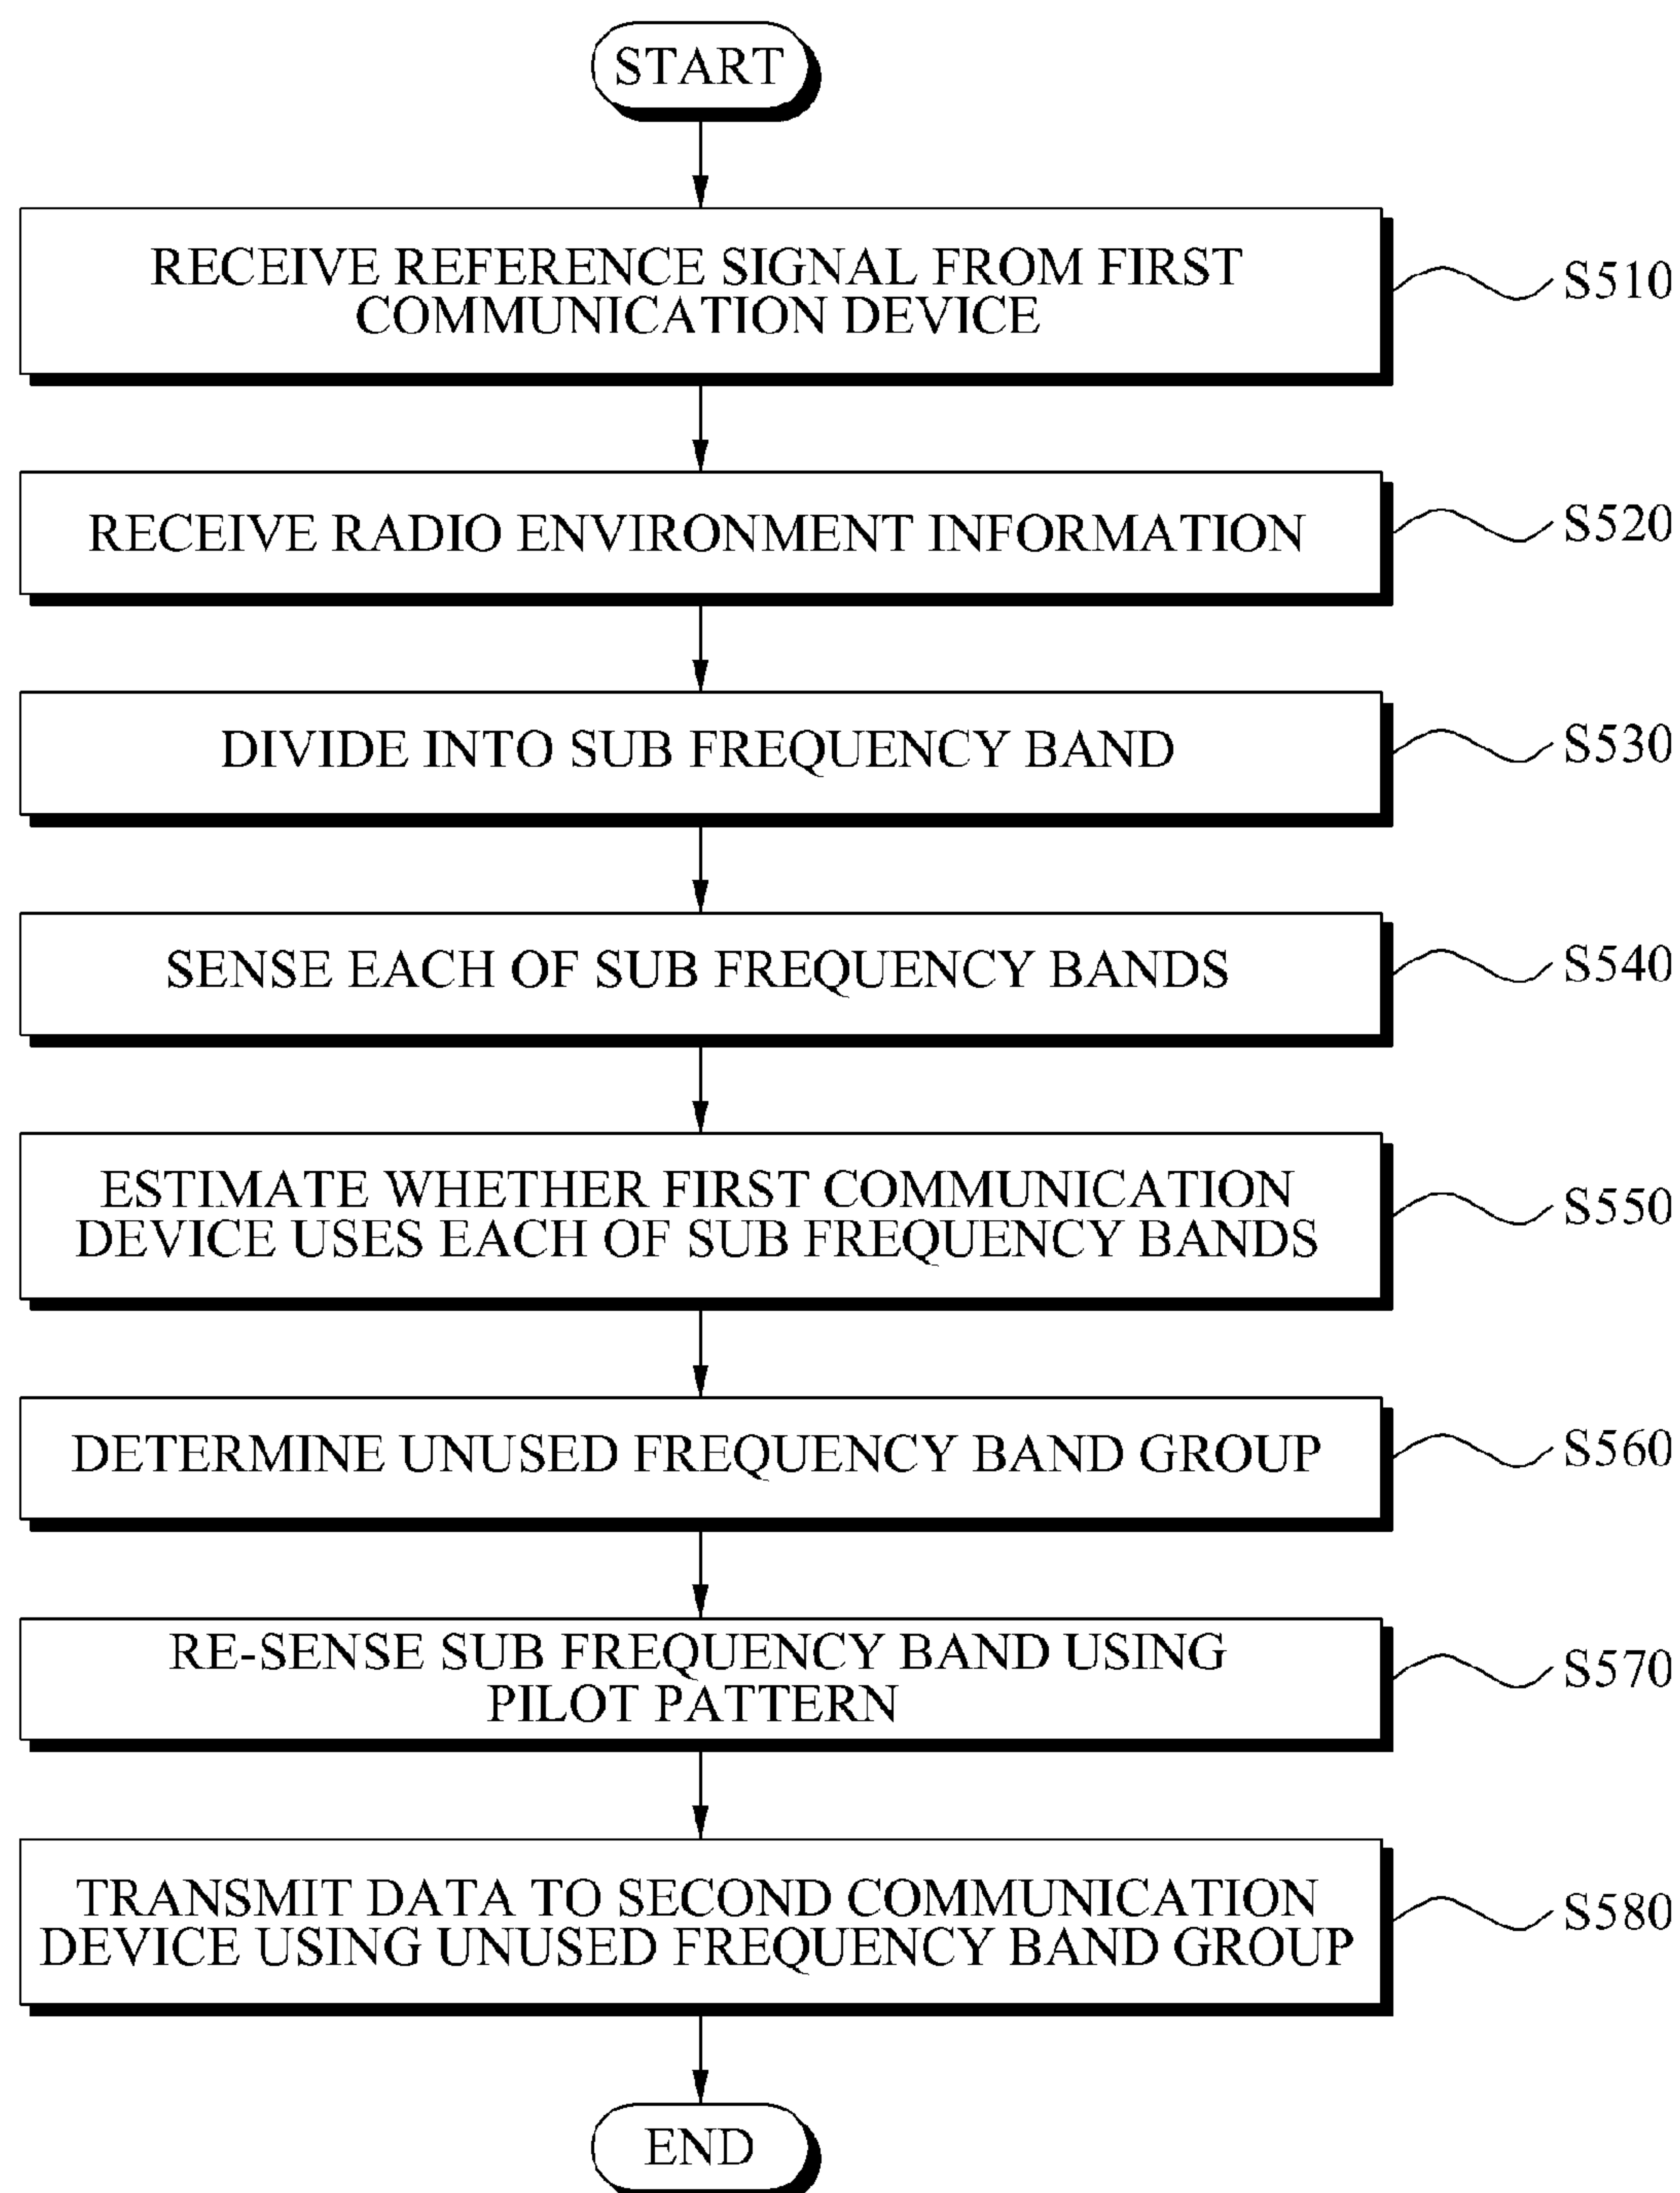 START
RECEIVE REFERENCE SIGNAL FROM FIRST
COMMUNICATION DEVICE
S510
RECEIVE RADIO ENVIRONMENT INFORMATION
S520
DIVIDE INTO SUB FREQUENCY BAND
S530
SENSE EACH OF SUB FREQUENCY BANDS
S540
ESTIMATE WHETHER FIRST COMMUNICATION
DEVICE USES EACH OF SUB FREQUENCY BANDS
S550
DETERMINE UNUSED FREQUENCY BAND GROUP
S560
RE-SENSE SUB FREQUENCY BAND USING
PILOT PATTERN
S570
TRANSMIT DATA TO SECOND COMMUNICATION
DEVICE USING UNUSED FREQUENCY BAND GROUP
S580
END